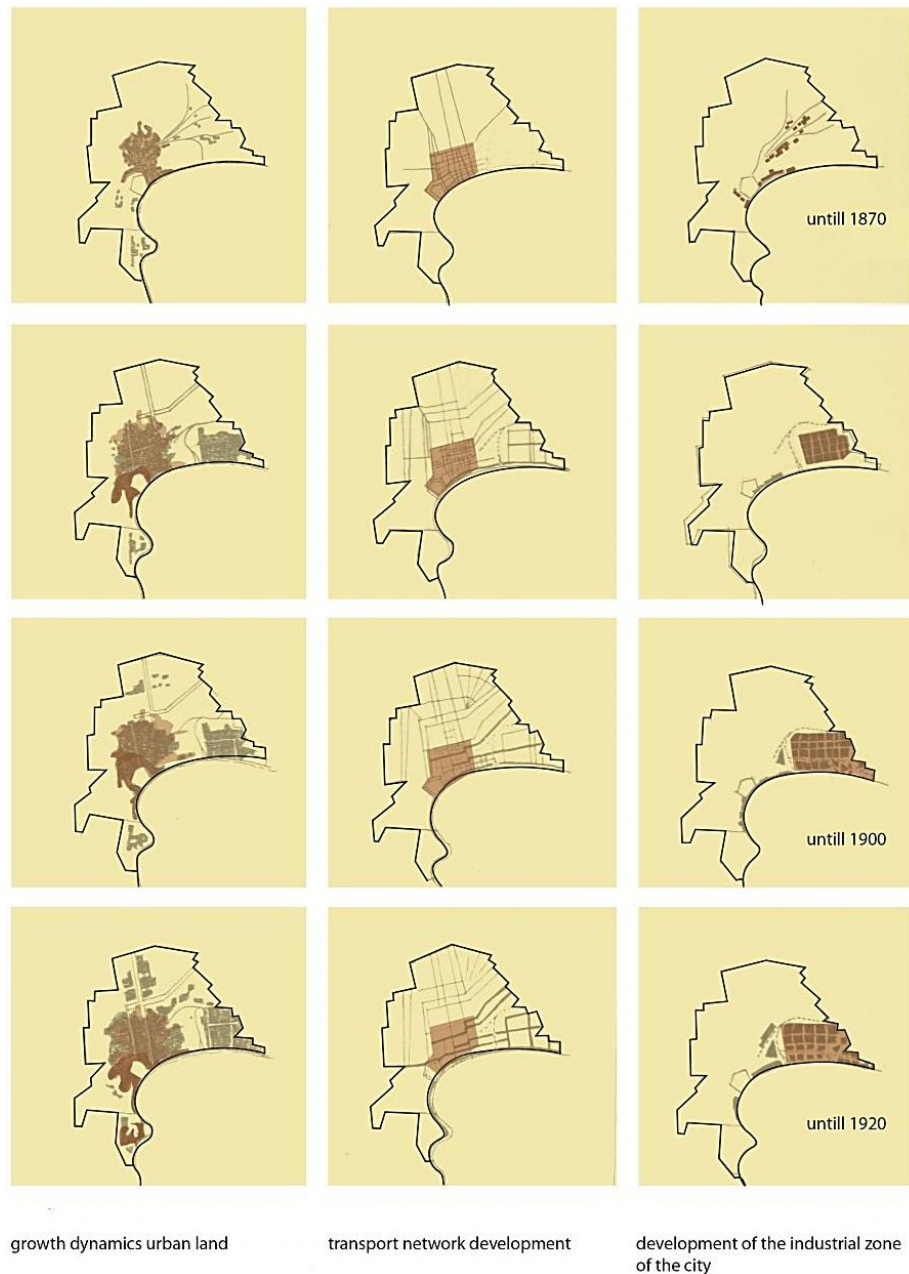 untill 1870
untill 1900
untill 1920
growth dynamics urban land
transport network development
development of the industrial zone
of the city